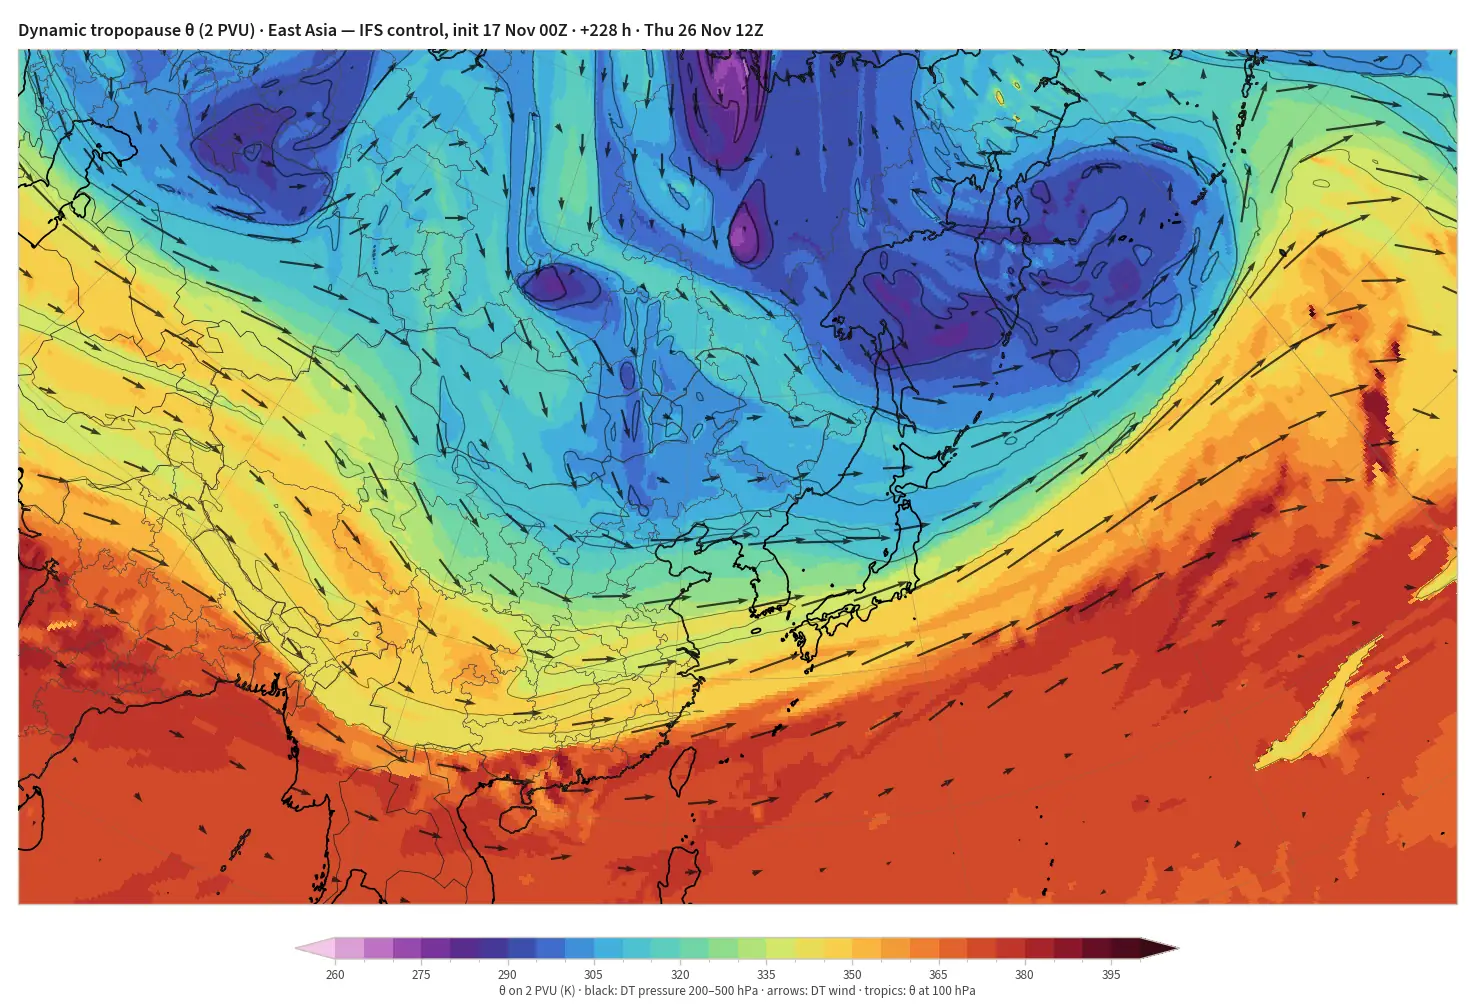 Dynamic tropopause θ (2 PVU) · East Asia — IFS control, init 17 Nov 00Z · +228 h · Thu 26 Nov 12Z
260 275 290 305 320 335 350 365 380 395
θ on 2 PVU (K) · black: DT pressure 200–500 hPa · arrows: DT wind · tropics: θ at 100 hPa